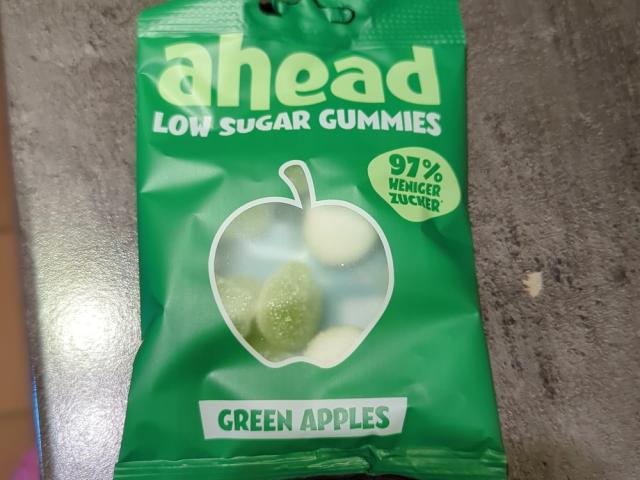 ahead
LOW SUGAR GUMMIES
97%
WENIGER
ZUCKER*
GREEN APPLES